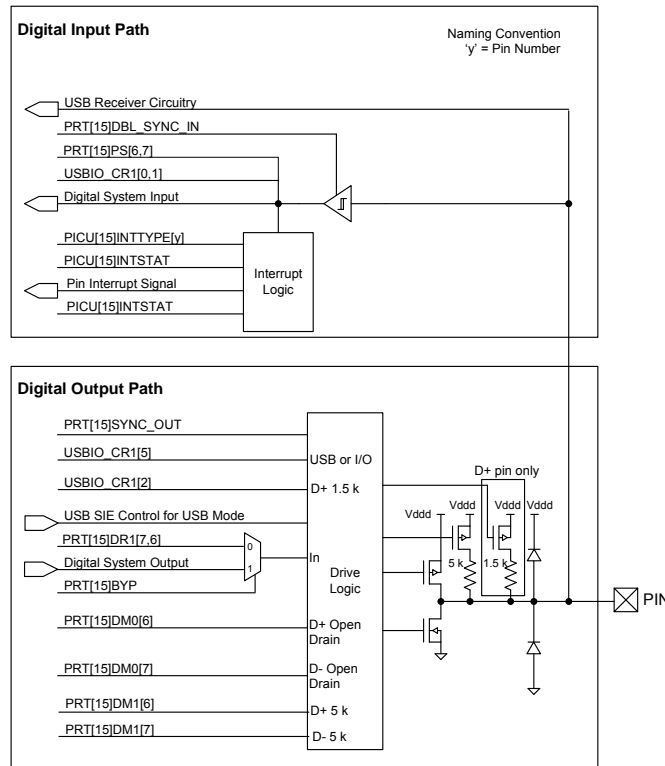 Digital Input Path
Naming Convention
‘y’ = Pin Number
USB Receiver Circuitry
PRT[15]DBL_SYNC_IN
PRT[15]PS[6,7]
USBIO_CR1[0,1]
Digital System Input
PICU[15]INTTYPE[y]
PICU[15]INTSTAT
Pin Interrupt Signal
PICU[15]INTSTAT
Interrupt
Logic
Digital Output Path
PRT[15]SYNC_OUT
USBIO_CR1[5]
USB or I/O
D+ pin only
USBIO_CR1[2]
D+ 1.5 k
USB SIE Control for USB Mode
Vddd
Vddd
Vddd
Vddd
PRT[15]DR1[7,6]
0
Digital System Output
1
In
5 k
1.5 k
PRT[15]BYP
Drive
Logic
PIN
PRT[15]DM0[6]
D+ Open
Drain
PRT[15]DM0[7]
D- Open
Drain
PRT[15]DM1[6]
D+ 5 k
PRT[15]DM1[7]
D- 5 k